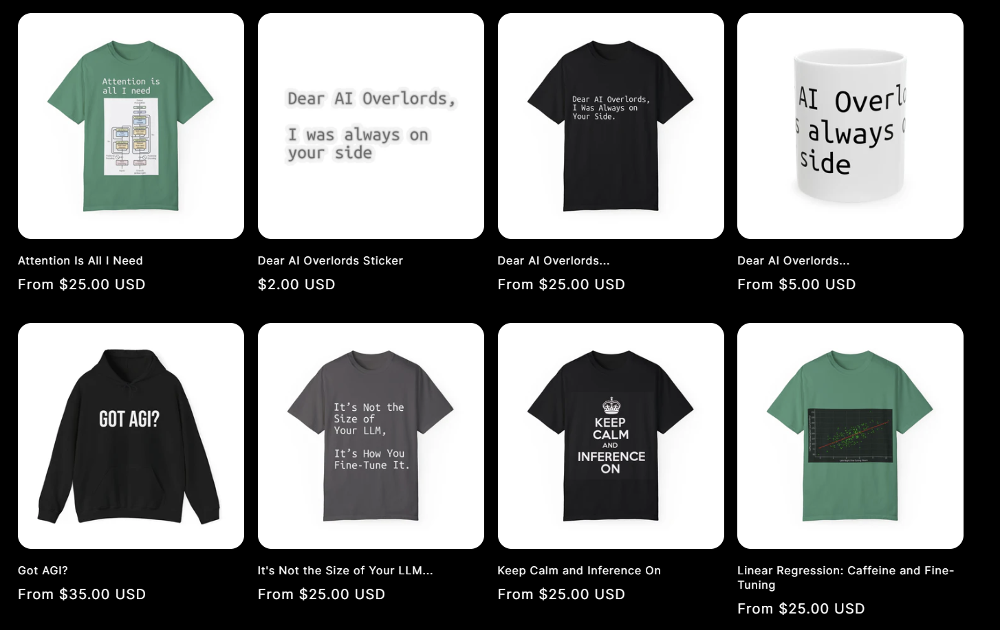 Attention is
all I need
Dear AI Overlords,
I was always on
your side
Dear AI Overlords,
I Was Always on
Your Side.
AI Overlo
s always o
side
Attention Is All I Need
Dear AI Overlords Sticker
Dear AI Overlords...
Dear AI Overlords...
From $25.00 USD
$2.00 USD
From $25.00 USD
From $5.00 USD
GOT AGI?
It's Not the
Size of
Your LLM,
It's How You
Fine-Tune It.
KEEP
CALM
AND
INFERENCE
ON
Got AGI?
It's Not the Size of Your LLM...
Keep Calm and Inference On
Linear Regression: Caffeine and Fine-
Tuning
From $35.00 USD
From $25.00 USD
From $25.00 USD
From $25.00 USD